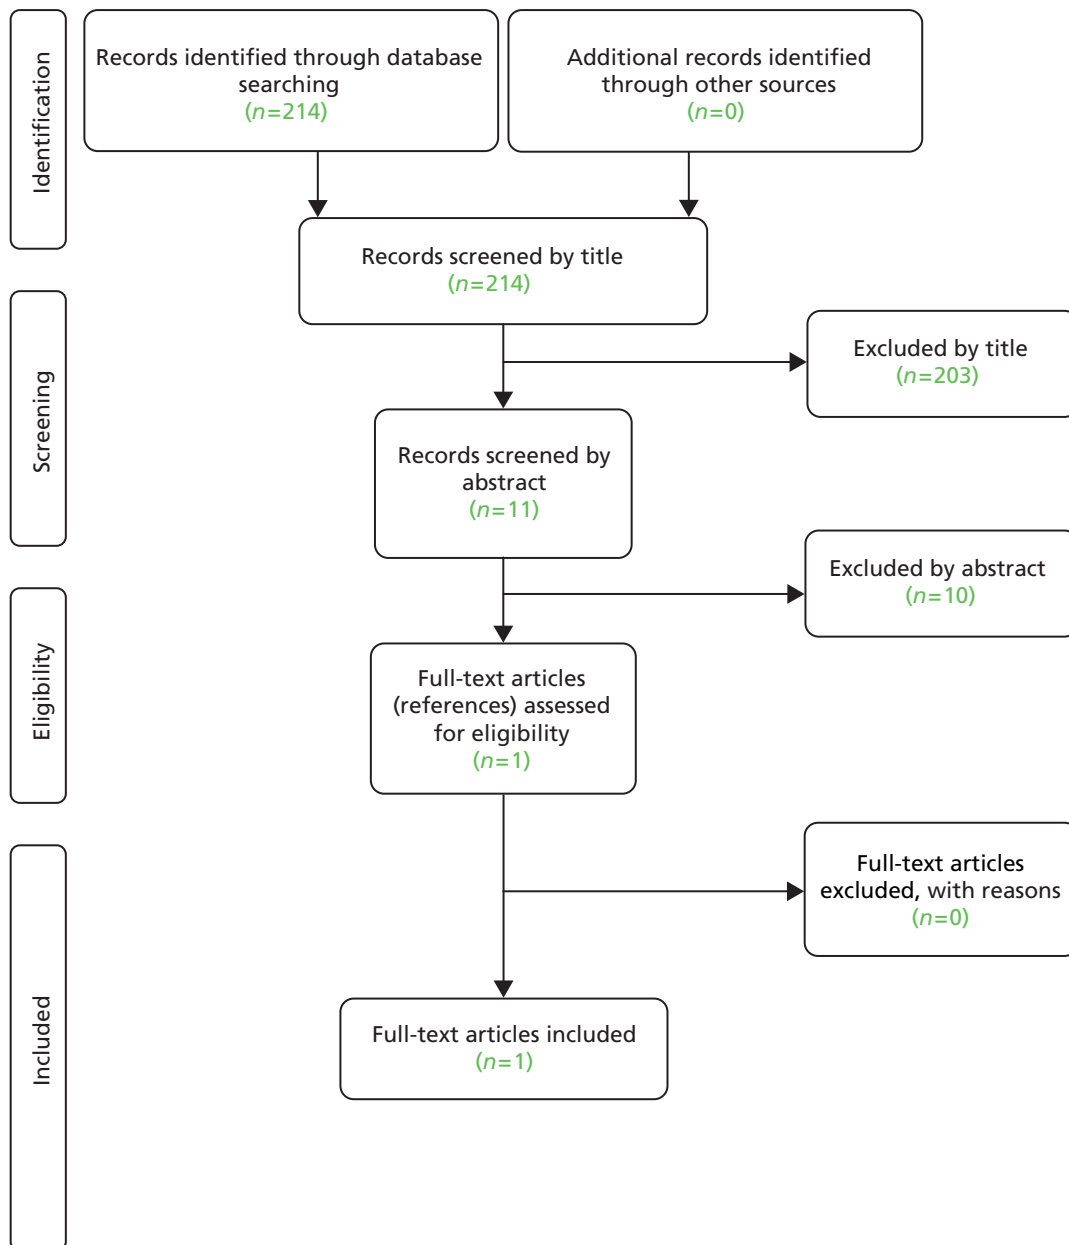 Identification
Records identified through database
searching
(n=214)
Additional records identified
through other sources
(n=0)
Records screened by title
(n=214)
Screening
Excluded by title
(n=203)
Records screened by
abstract
(n=11)
Excluded by abstract
(n=10)
Eligibility
Full-text articles
(references) assessed
for eligibility
(n=1)
Full-text articles
excluded, with reasons
(n=0)
Included
Full-text articles included
(n=1)